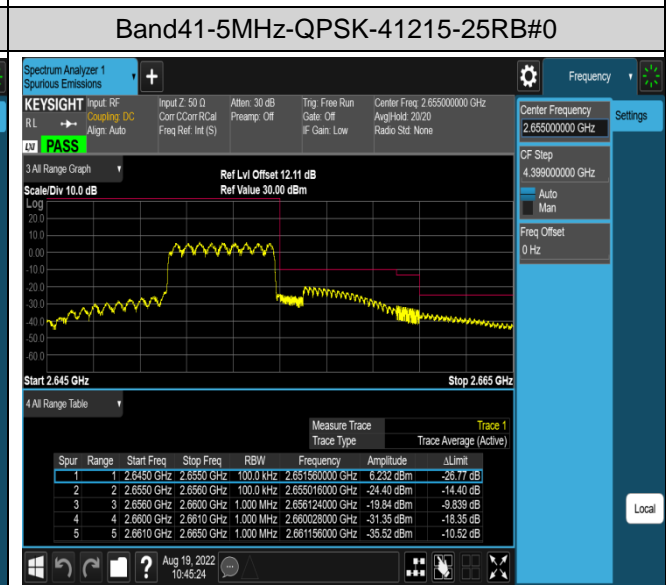 Band41-5MHz-QPSK-41215-25RB#0
Spectrum Analyzer 1
Spurious Emissions
+
Frequency
KEYSIGHT Input: RF Input Z: 50 Ω Atten: 30 dB Trig: Free Run Center Freq: 2.655000000 GHz
RL Coupling: DC Corr CCorr RCal Preamp: Off Gate: Off Avg|Hold: 20/20
Align: Auto Freq Ref: Int (S) IF Gain: Low Radio Std: None
LXI PASS
Center Frequency
2.655000000 GHz
Settings
CF Step
4.399000000 GHz
Auto
Man
Freq Offset
0 Hz
3 All Range Graph
Ref Lvl Offset 12.11 dB
Scale/Div 10.0 dB Ref Value 30.00 dBm
Log
20.0
10.0
0.00
-10.0
-20.0
-30.0
-40.0
-50.0
-60.0
Start 2.645 GHz Stop 2.665 GHz
4 All Range Table
Measure Trace Trace 1
Trace Type Trace Average (Active)
Spur Range Start Freq Stop Freq RBW Frequency Amplitude ΔLimit
1 1 2.6450 GHz 2.6550 GHz 100.0 kHz 2.651560000 GHz 6.232 dBm -26.77 dB
2 2 2.6550 GHz 2.6560 GHz 100.0 kHz 2.655016000 GHz -24.40 dBm -14.40 dB
3 3 2.6560 GHz 2.6600 GHz 1.000 MHz 2.656124000 GHz -19.84 dBm -9.839 dB
4 4 2.6600 GHz 2.6610 GHz 1.000 MHz 2.660028000 GHz -31.35 dBm -18.35 dB
5 5 2.6610 GHz 2.6650 GHz 1.000 MHz 2.661156000 GHz -35.52 dBm -10.52 dB
Local
? Aug 19, 2022
10:45:24